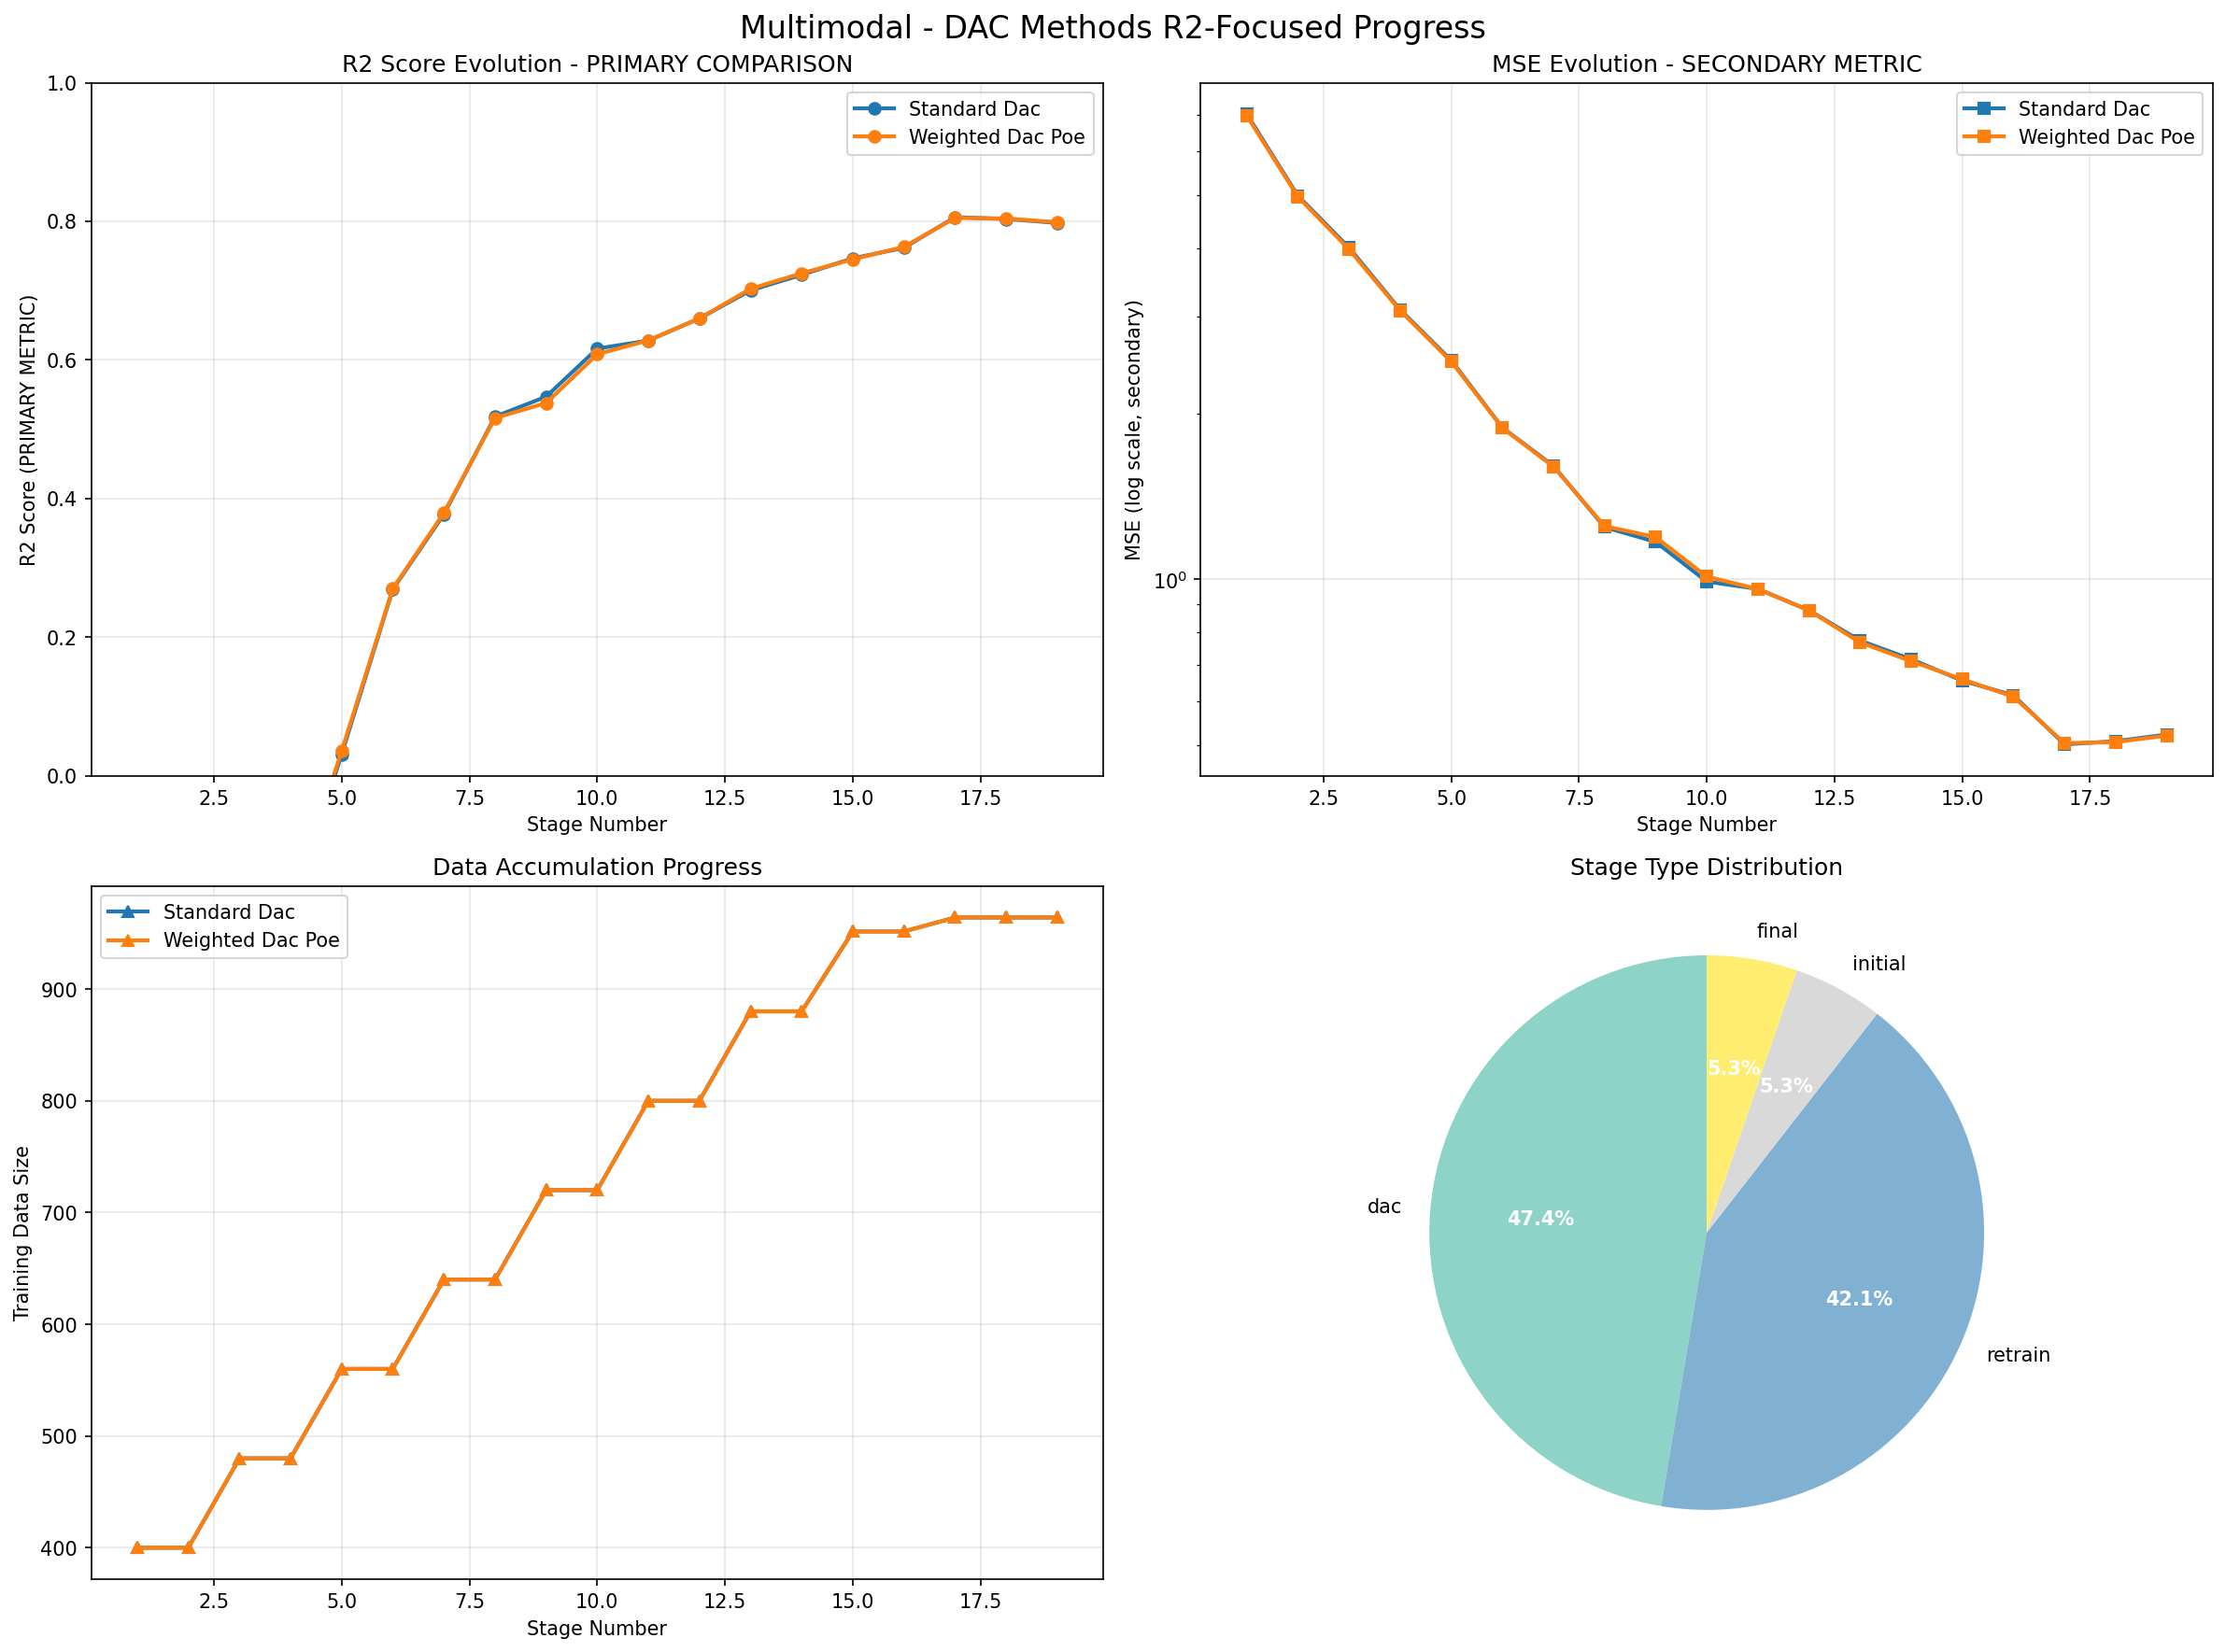 Multimodal - DAC Methods R2-Focused Progress
R2 Score Evolution - PRIMARY COMPARISON
R2 Score (PRIMARY METRIC)
1.0
0.8
0.6
0.4
0.2
0.0
Standard Dac
Weighted Dac Poe
2.5 5.0 7.5 10.0 12.5 15.0 17.5
Stage Number
MSE Evolution - SECONDARY METRIC
MSE (log scale, secondary)
10⁰
Standard Dac
Weighted Dac Poe
2.5 5.0 7.5 10.0 12.5 15.0 17.5
Stage Number
Data Accumulation Progress
Training Data Size
900
800
700
600
500
400
Standard Dac
Weighted Dac Poe
2.5 5.0 7.5 10.0 12.5 15.0 17.5
Stage Number
Stage Type Distribution
final
initial
5.3%
5.3%
dac
47.4%
42.1%
retrain